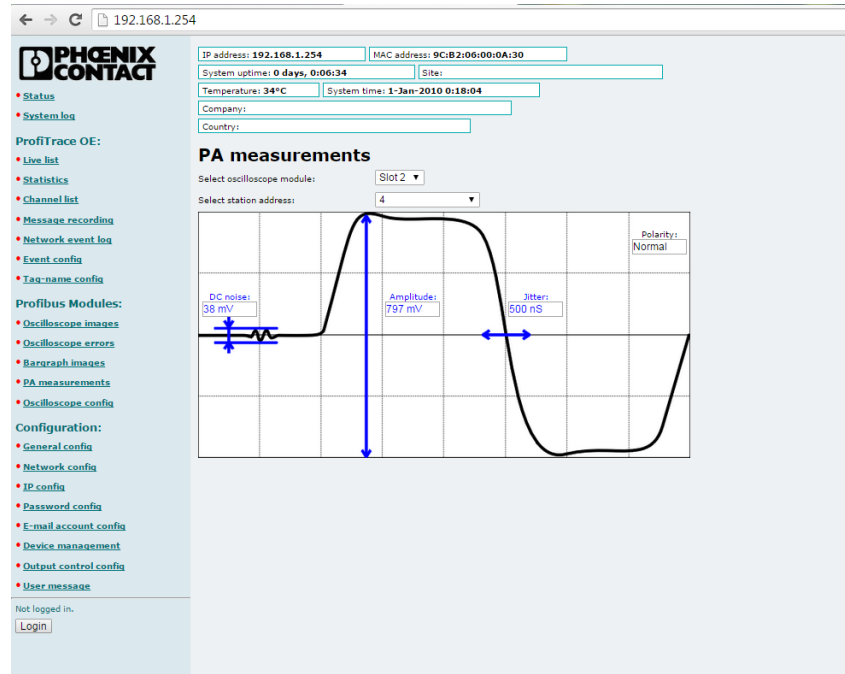 192.168.1.254
PHŒNIX
CONTACT
Status
System log
ProfiTrace OE:
Live list
Statistics
Channel list
Message recording
Network event log
Event config
Tag-name config
Profibus Modules:
Oscilloscope images
Oscilloscope errors
Bargraph images
PA measurements
Oscilloscope config
Configuration:
General config
Network config
IP config
Password config
E-mail account config
Device management
Output control config
User message
Not logged in.
Login
IP address: 192.168.1.254 MAC address: 9C:B2:06:00:0A:30
System uptime: 0 days, 0:06:34 Site:
Temperature: 34°C System time: 1-Jan-2010 0:18:04
Company:
Country:
PA measurements
Select oscilloscope module: Slot 2
Select station address: 4
Polarity:
Normal
DC noise: Amplitude: Jitter:
38 mV 797 mV 500 nS